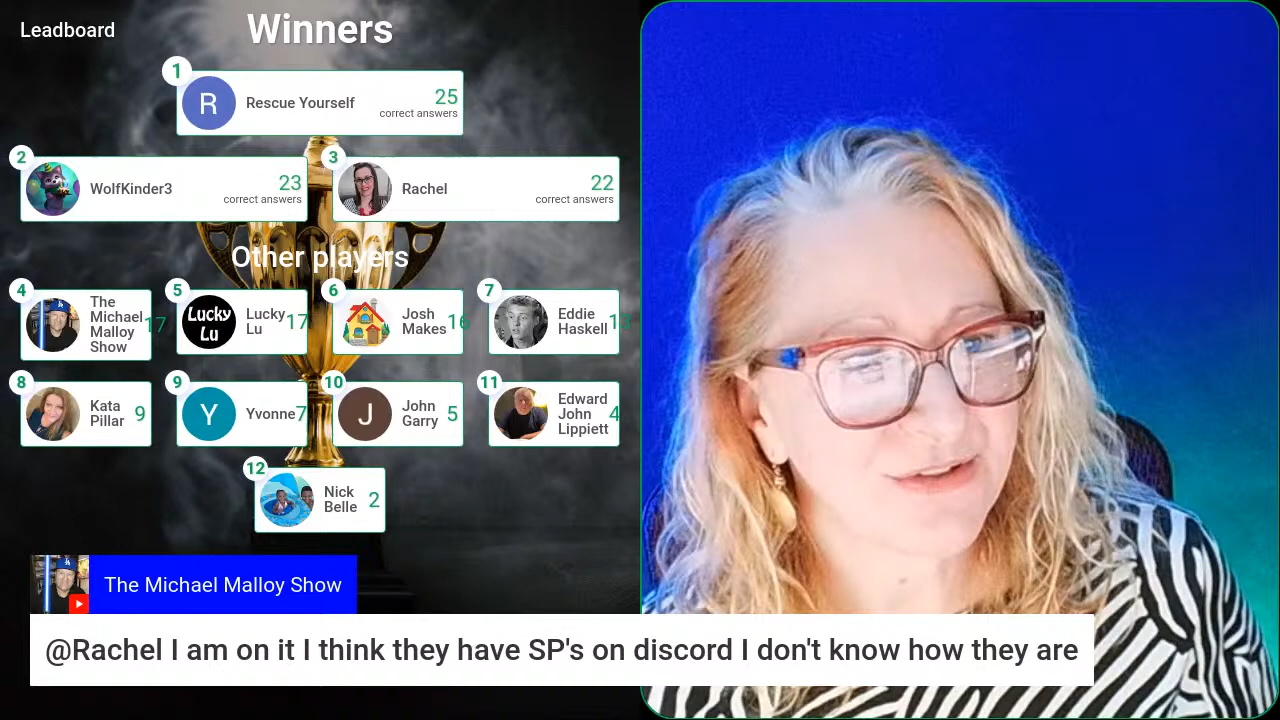 Leadboard
Winners
1
R
Rescue Yourself
25
correct answers
2
WolfKinder3
23
correct answers
3
Rachel
22
correct answers
Other players
4
The
Michael
Malloy
Show
17
5
Lucky
Lu
Lucky
Lu
17
6
Josh
Makes
16
7
Eddie
Haskell
8
Kata
Pillar
9
9
Y
Yvonne
7
10
J
John
Garry
5
11
Edward
John
Lippiett
4
12
Nick
Belle
2
The Michael Malloy Show
@Rachel I am on it I think they have SP's on discord I don't know how they are